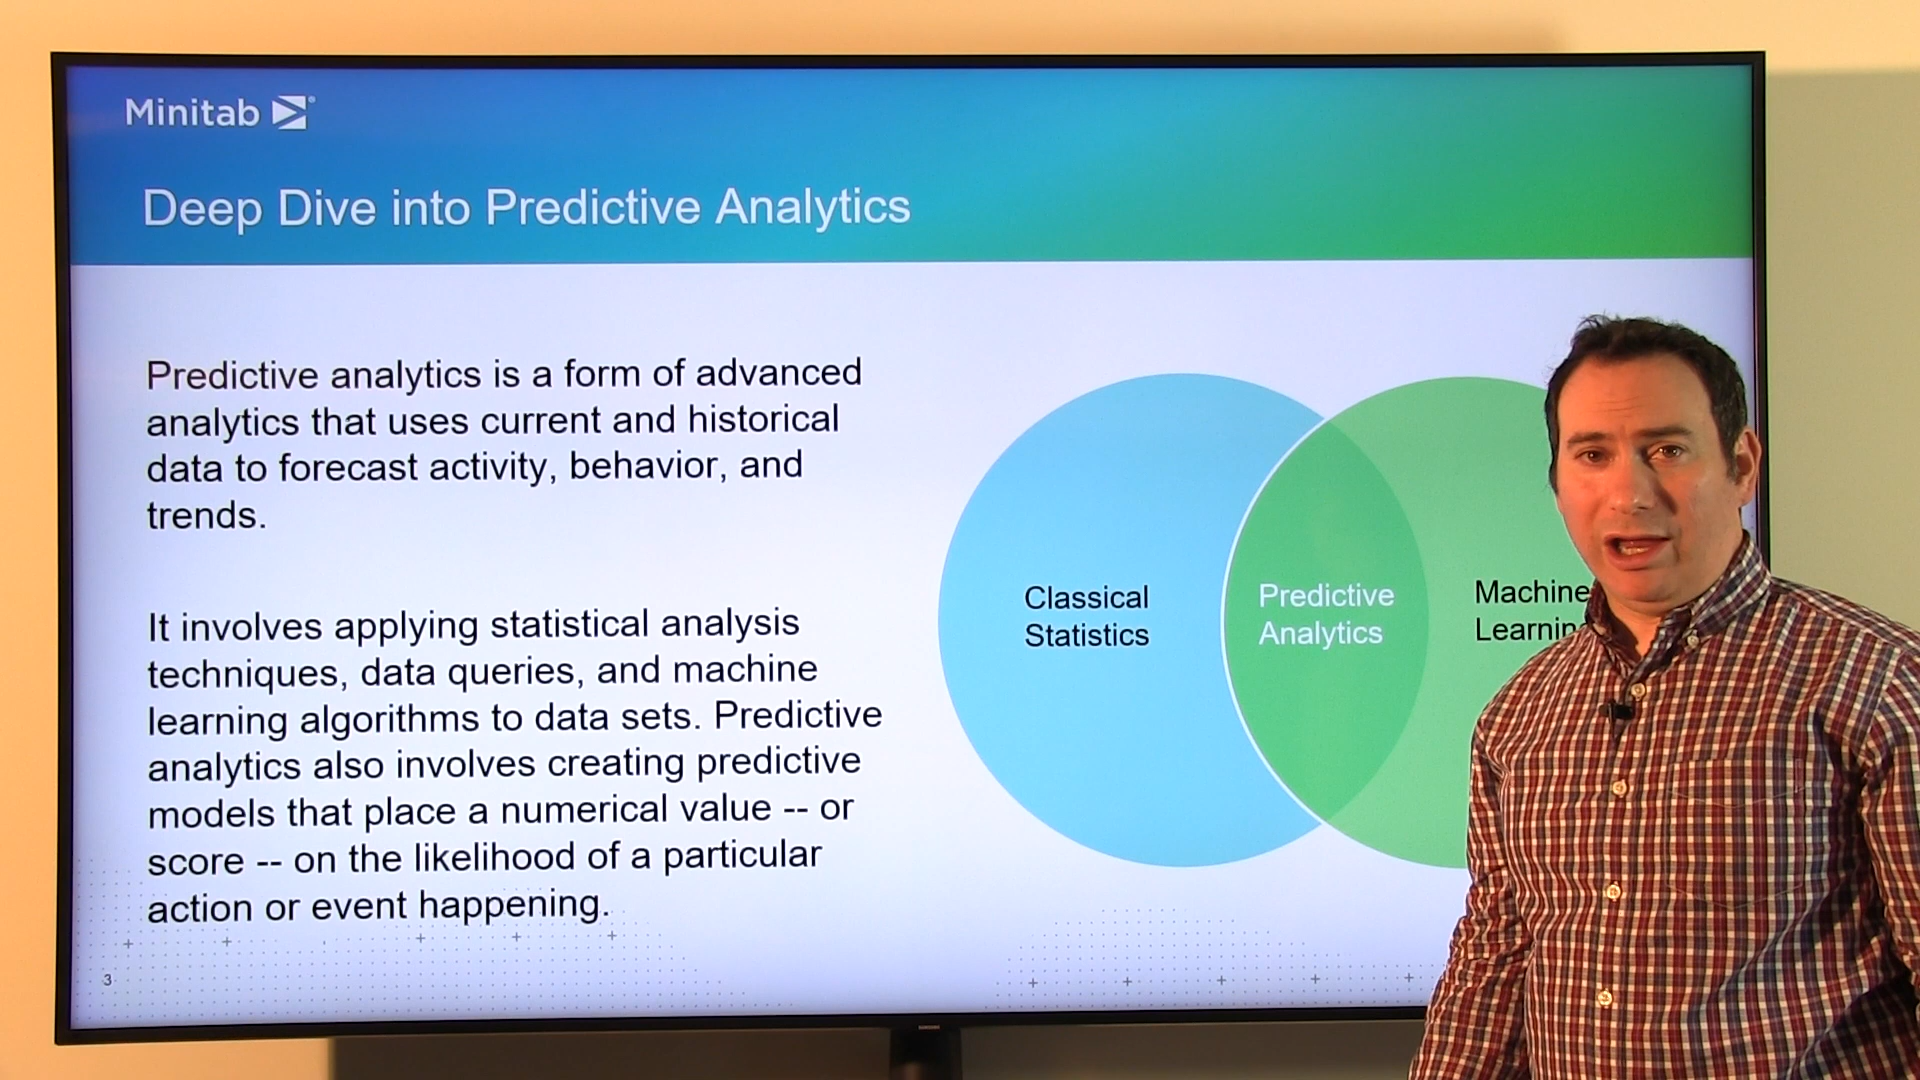 Minitab
Deep Dive into Predictive Analytics
Predictive analytics is a form of advanced
analytics that uses current and historical
data to forecast activity, behavior, and
trends.
It involves applying statistical analysis
techniques, data queries, and machine
learning algorithms to data sets. Predictive
analytics also involves creating predictive
models that place a numerical value -- or
score -- on the likelihood of a particular
action or event happening.
Classical
Statistics
Predictive
Analytics
Machine
Learnin
3
SAMSUNG